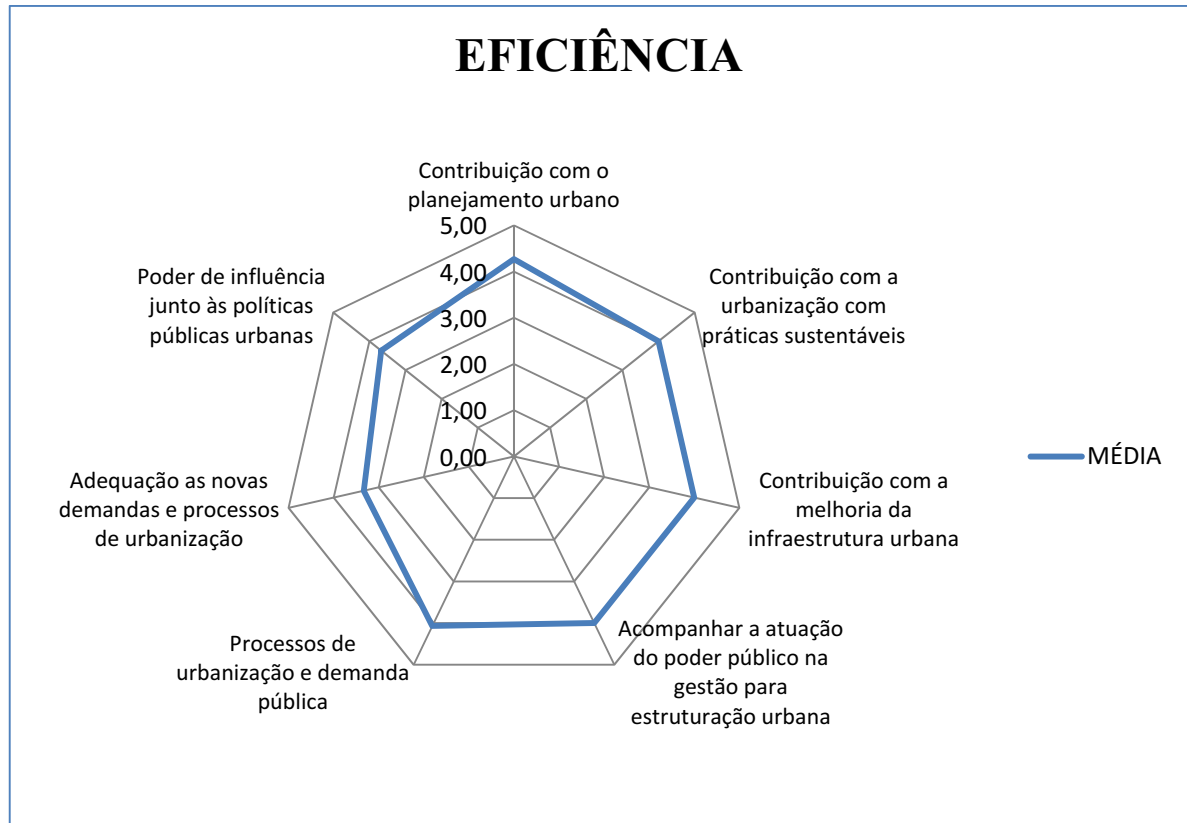 EFICIÊNCIA
Contribuição com o
planejamento urbano
5,00
4,00
3,00
2,00
1,00
0,00
Contribuição com a
urbanização com
práticas sustentáveis
Contribuição com a
melhoria da
infraestrutura urbana
Acompanhar a atuação
do poder público na
gestão para
estruturação urbana
Processos de
urbanização e demanda
pública
Adequação as novas
demandas e processos
de urbanização
Poder de influência
junto às políticas
públicas urbanas
MÉDIA